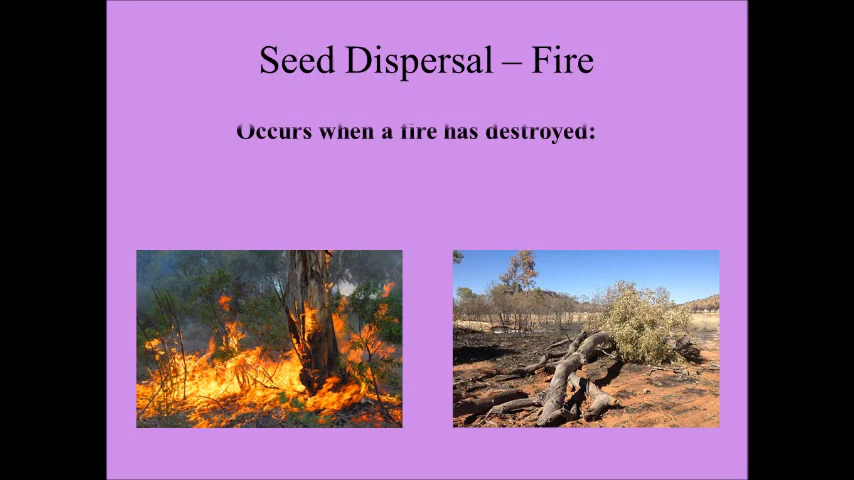 Seed Dispersal – Fire
Occurs when a fire has destroyed: